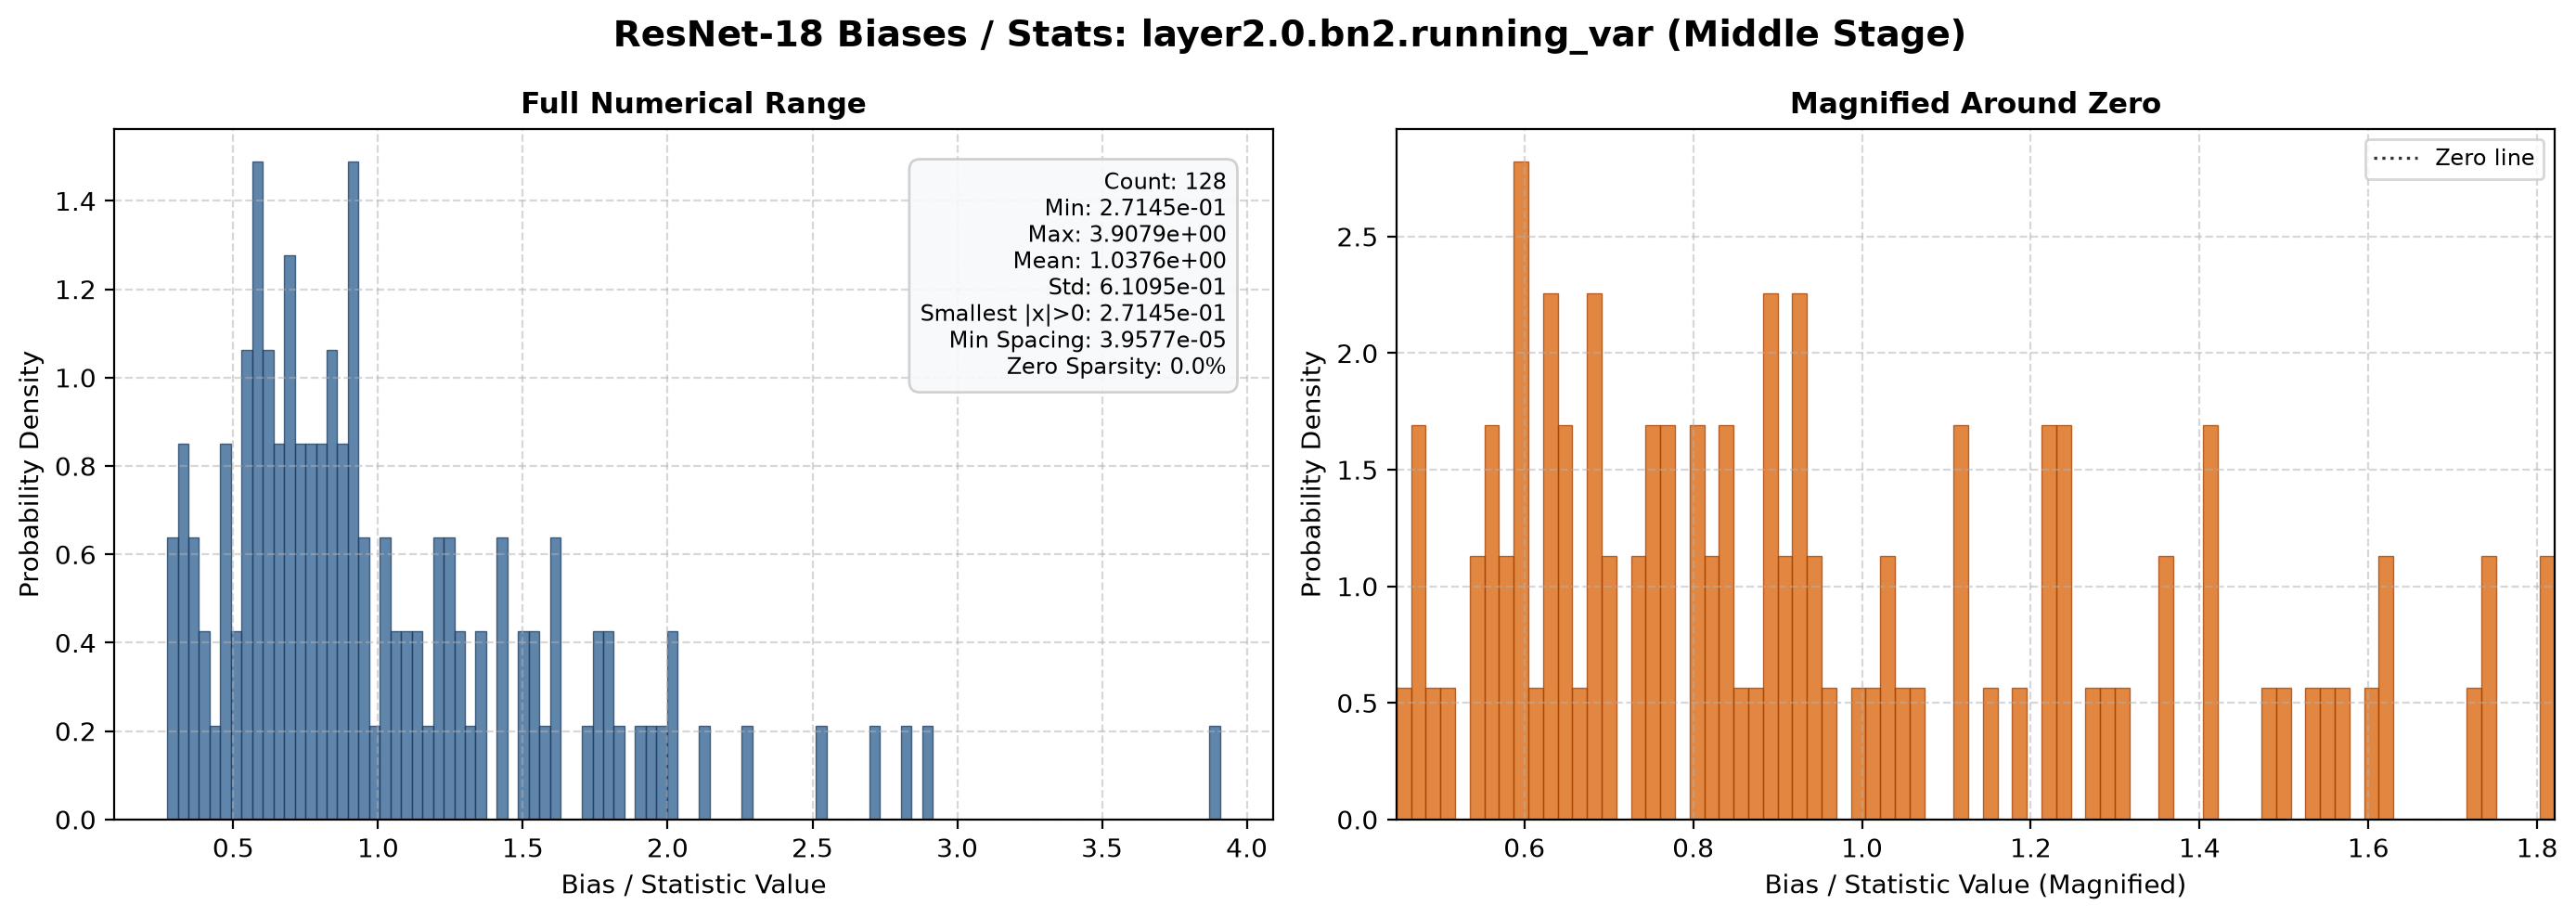 ResNet-18 Biases / Stats: layer2.0.bn2.running_var (Middle Stage)
Full Numerical Range
Probability Density
1.4
1.2
1.0
0.8
0.6
0.4
0.2
0.0
Count: 128
Min: 2.7145e-01
Max: 3.9079e+00
Mean: 1.0376e+00
Std: 6.1095e-01
Smallest |x|>0: 2.7145e-01
Min Spacing: 3.9577e-05
Zero Sparsity: 0.0%
0.5 1.0 1.5 2.0 2.5 3.0 3.5 4.0
Bias / Statistic Value
Magnified Around Zero
Probability Density
2.5
2.0
1.5
1.0
0.5
0.0
Zero line
0.6 0.8 1.0 1.2 1.4 1.6 1.8
Bias / Statistic Value (Magnified)